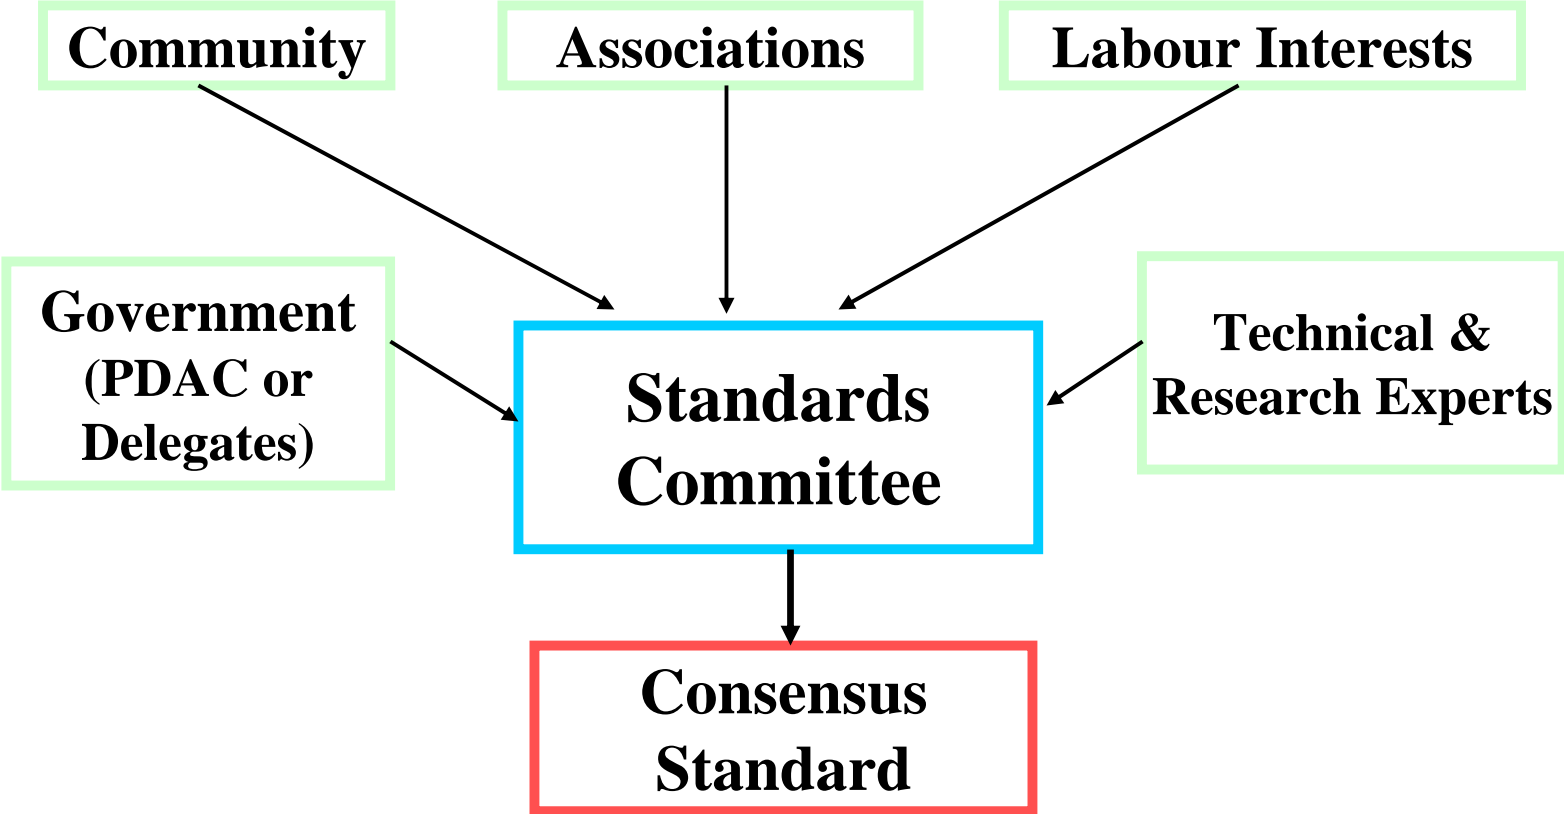 Community
Associations
Labour Interests
Government
(PDAC or
Delegates)
Technical &
Research Experts
Standards
Committee
Consensus
Standard